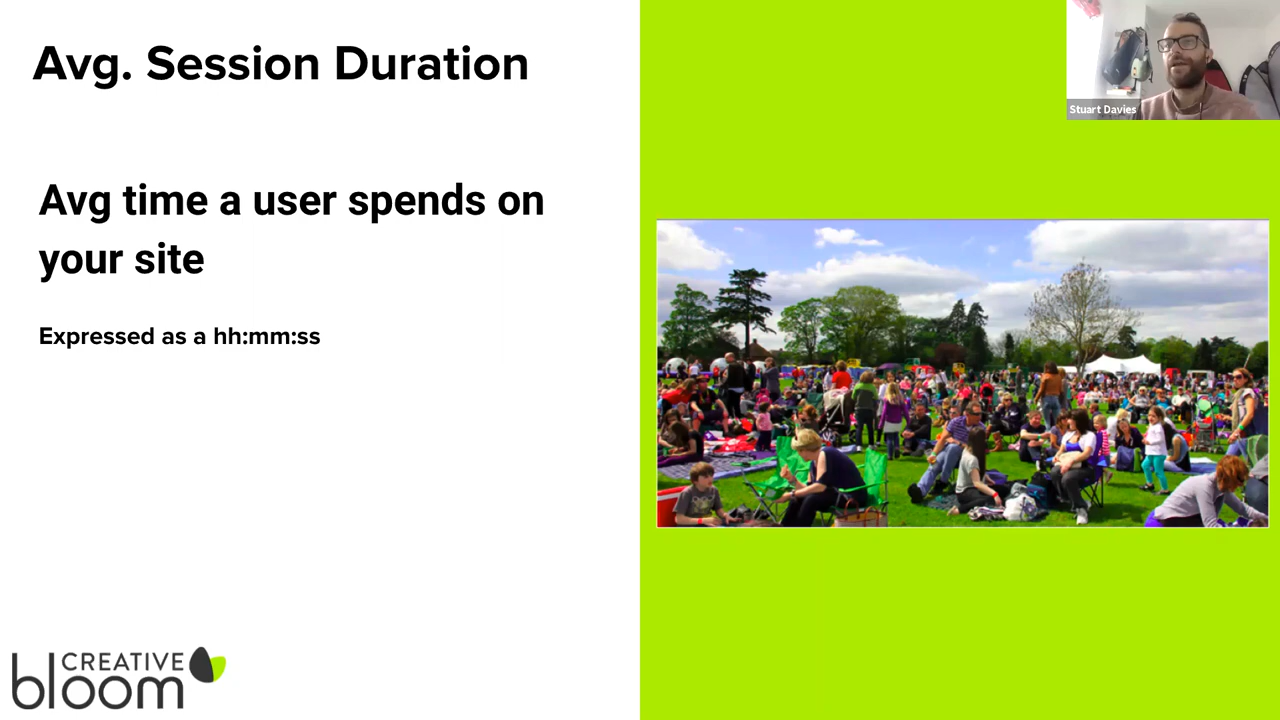 Avg. Session Duration
Stuart Davies
Avg time a user spends on
your site
Expressed as a hh:mm:ss
CREATIVE
bloom